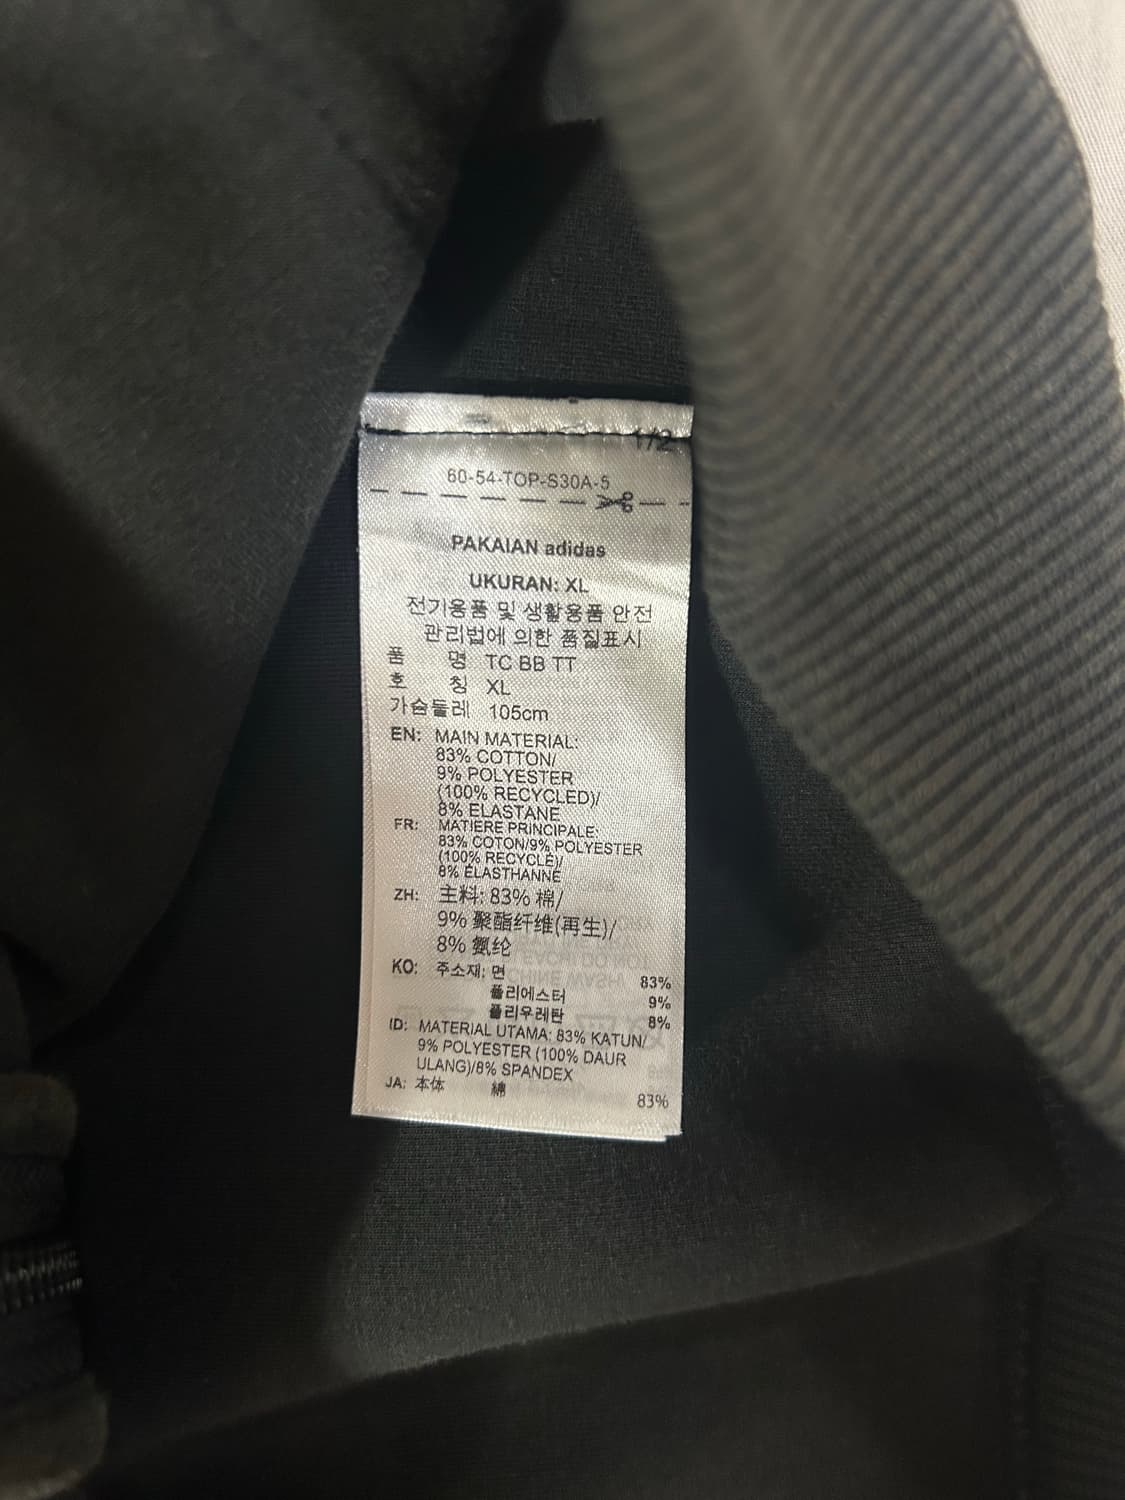 1/2
60-54-TOP-S30A-5
PAKAIAN adidas
UKURAN: XL
전기용품 및 생활용품 안전
관리법에 의한 품질표시
품 명 TC BB TT
호 칭 XL
가슴둘레 105cm
EN: MAIN MATERIAL:
83% COTTON/
9% POLYESTER
(100% RECYCLED)/
8% ELASTANE
FR: MATIERE PRINCIPALE:
83% COTON/9% POLYESTER
(100% RECYCLÉ)/
8% ÉLASTHANNE
ZH: 主料: 83% 棉/
9% 聚酯纤维(再生)/
8% 氨纶
KO: 주소재: 면 83%
폴리에스터 9%
폴리우레탄 8%
ID: MATERIAL UTAMA: 83% KATUN/
9% POLYESTER (100% DAUR
ULANG)/8% SPANDEX
JA: 本体 綿 83%